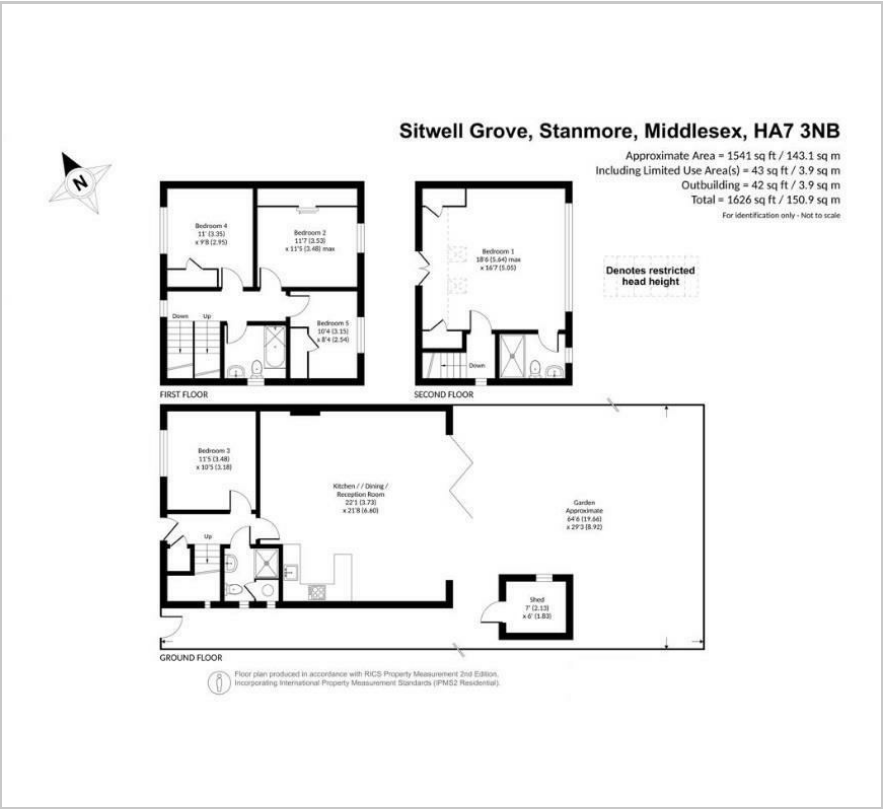 Sitwell Grove, Stanmore, Middlesex, HA7 3NB
Approximate Area = 1541 sq ft / 143.1 sq m
Including Limited Use Area(s) = 43 sq ft / 3.9 sq m
Outbuilding = 42 sq ft / 3.9 sq m
Total = 1626 sq ft / 150.9 sq m
For identification only - Not to scale
N
Bedroom 4
11' (3.35)
x 9'8 (2.95)
Bedroom 2
11'7 (3.53)
x 11'5 (3.48) max
Down
Up
Bedroom 5
10'4 (3.15)
x 8'4 (2.54)
FIRST FLOOR
Bedroom 1
18'6 (5.64) max
x 16'7 (5.05)
Down
SECOND FLOOR
Denotes restricted
head height
Bedroom 3
11'5 (3.48)
x 10'5 (3.18)
Up
Kitchen / / Dining /
Reception Room
22'1 (3.73)
x 21'8 (6.60)
Garden
Approximate
64'6 (19.66)
x 29'3 (8.92)
Shed
7' (2.13)
x 6' (1.83)
GROUND FLOOR
Floor plan produced in accordance with RICS Property Measurement 2nd Edition.
Incorporating International Property Measurement Standards (IPMS2 Residential).